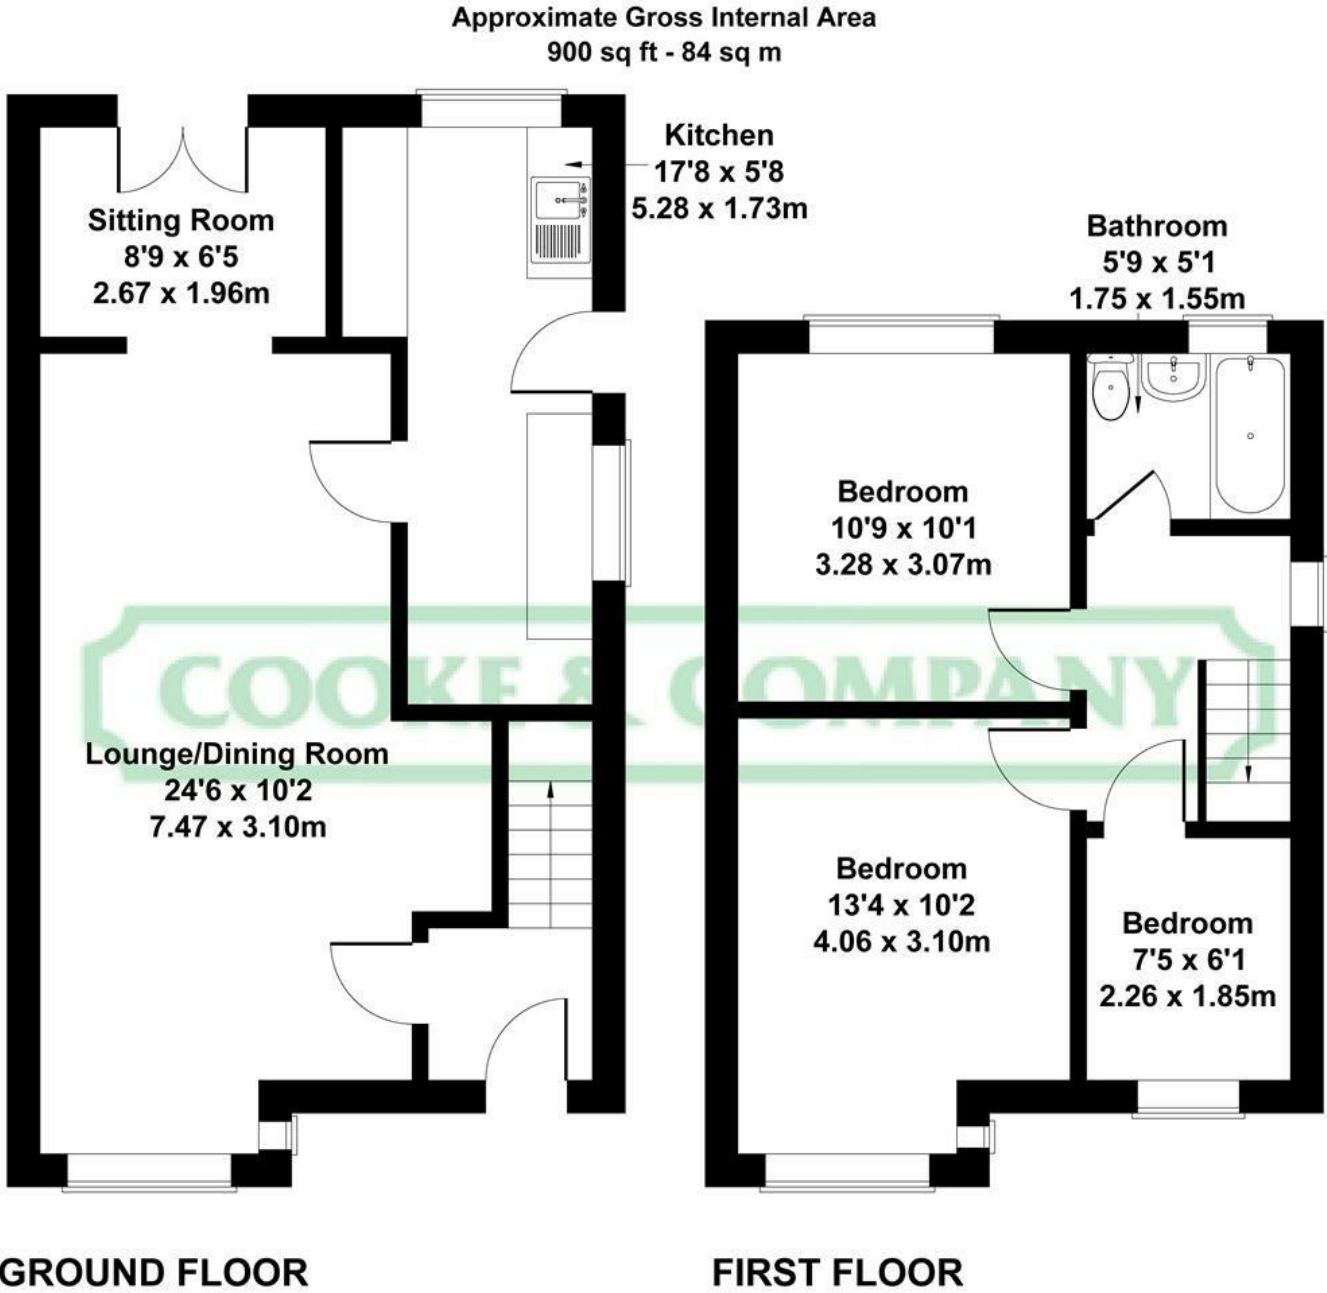 Approximate Gross Internal Area
900 sq ft - 84 sq m
Kitchen
17'8 x 5'8
5.28 x 1.73m
Sitting Room
8'9 x 6'5
2.67 x 1.96m
Bathroom
5'9 x 5'1
1.75 x 1.55m
Bedroom
10'9 x 10'1
3.28 x 3.07m
COOKE & COMPANY
Lounge/Dining Room
24'6 x 10'2
7.47 x 3.10m
Bedroom
13'4 x 10'2
4.06 x 3.10m
Bedroom
7'5 x 6'1
2.26 x 1.85m
GROUND FLOOR
FIRST FLOOR